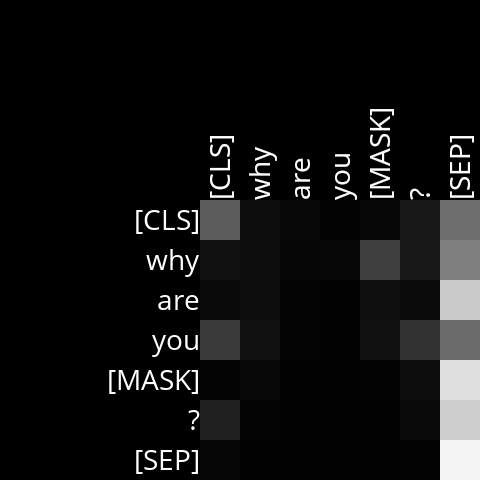 [CLS] why are you [MASK] ? [SEP]
[CLS]
why
are
you
[MASK]
?
[SEP]